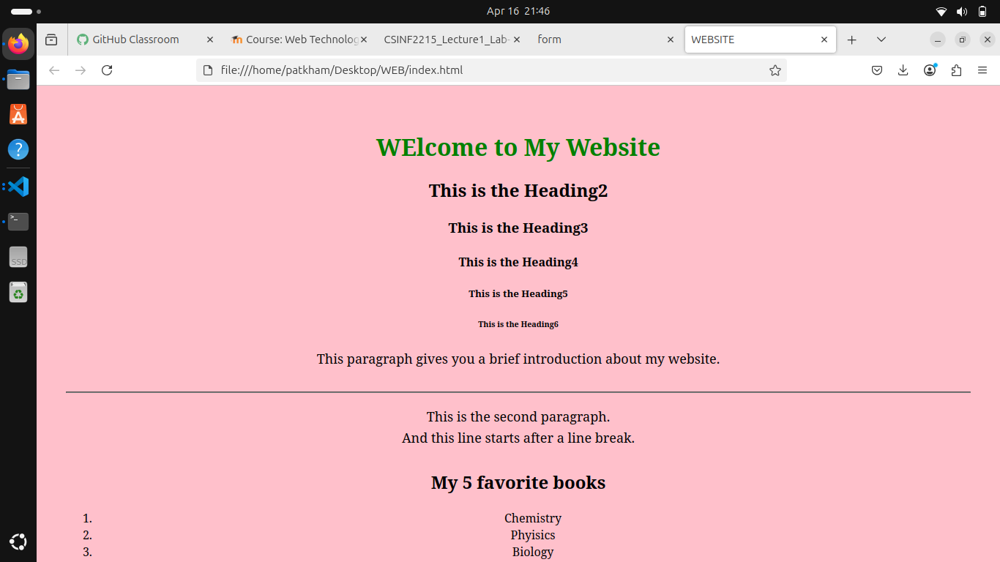 Apr 16 21:46
GitHub Classroom
Course: Web Technolog
CSINF2215_Lecture1_Lab-
form
WEBSITE
file:///home/patkham/Desktop/WEB/index.html
WElcome to My Website
This is the Heading2
This is the Heading3
This is the Heading4
This is the Heading5
This is the Heading6
This paragraph gives you a brief introduction about my website.
This is the second paragraph.
And this line starts after a line break.
My 5 favorite books
1. Chemistry
2. Phyisics
3. Biology
SSD